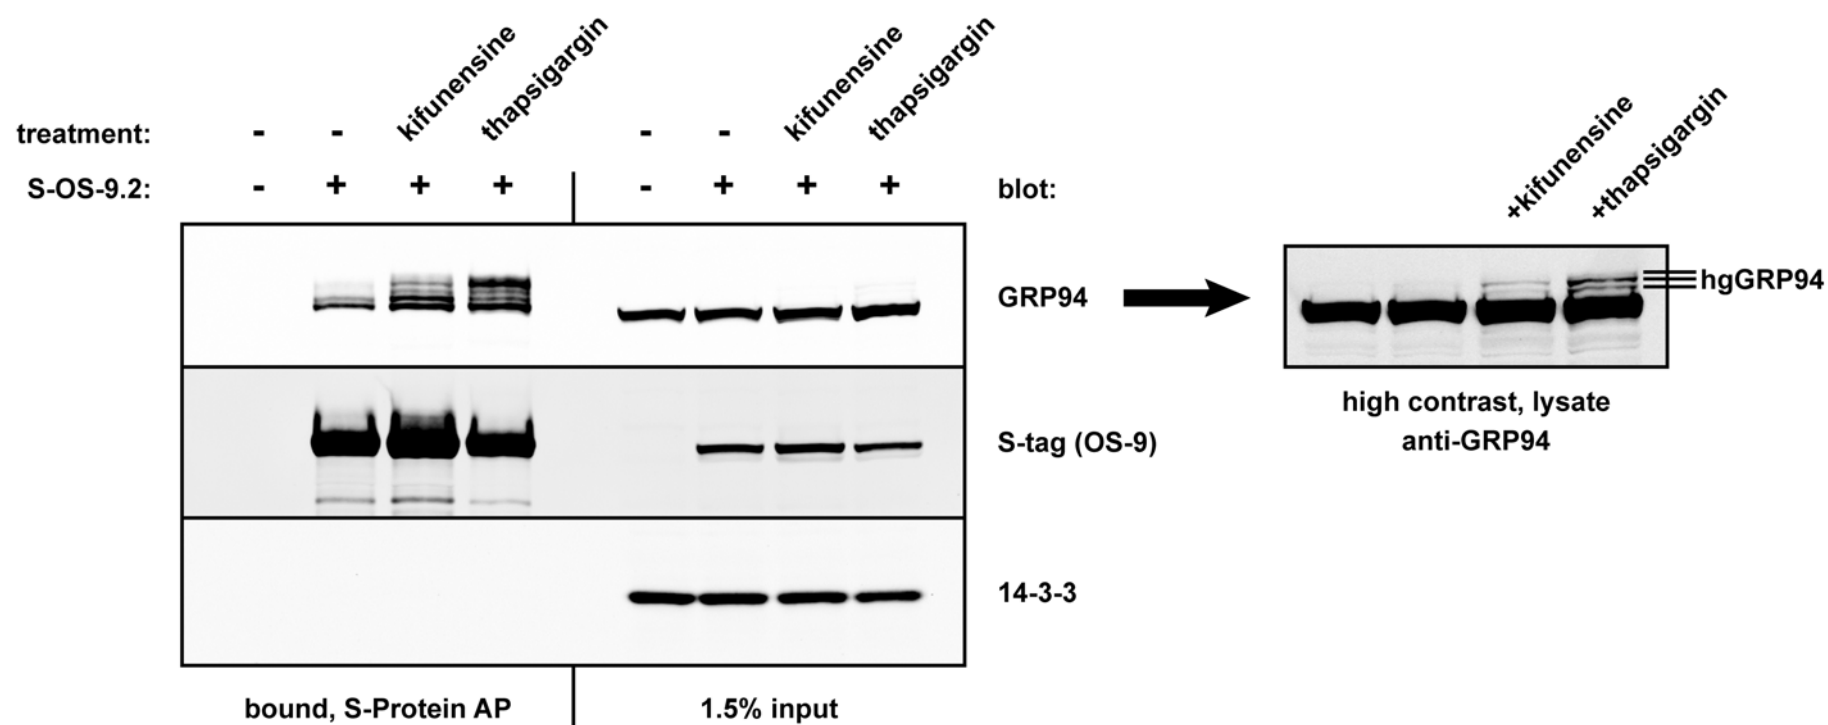 kifunensine
thapsigargin
kifunensine
thapsigargin
treatment: - - - -
S-OS-9.2: - + + + - + + + blot:
+kifunensine
+thapsigargin
GRP94
hgGRP94
high contrast, lysate
anti-GRP94
S-tag (OS-9)
14-3-3
bound, S-Protein AP
1.5% input